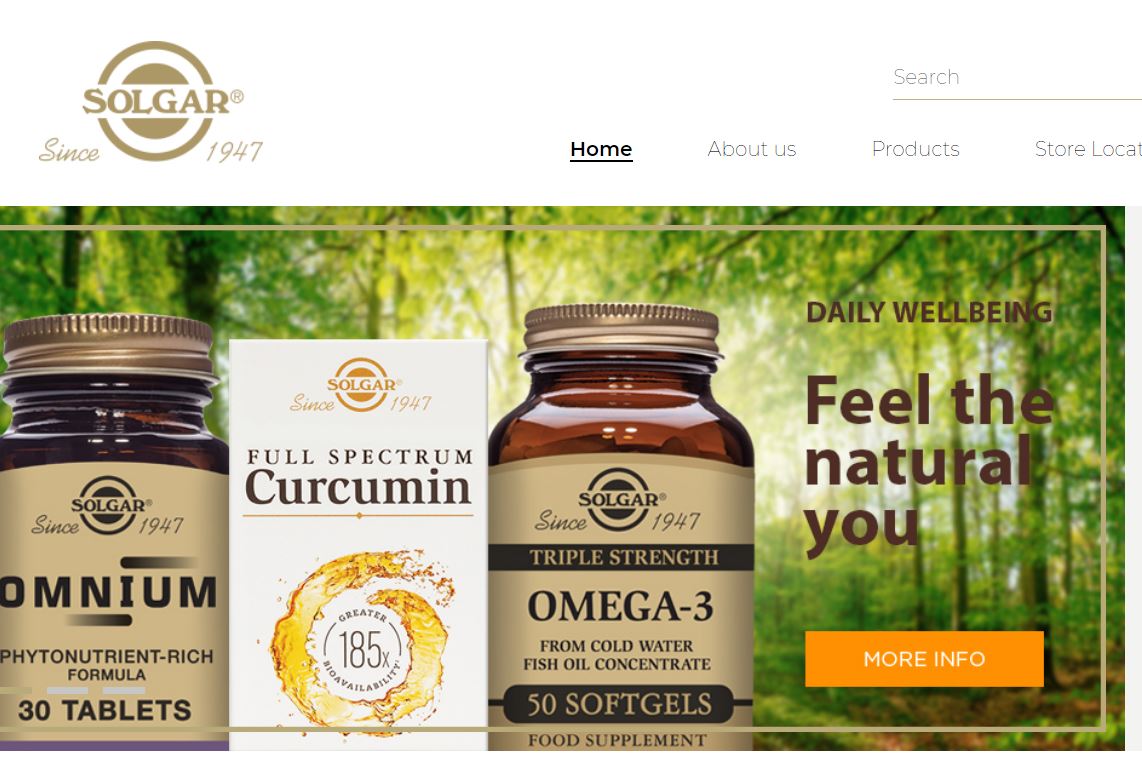 SOLGAR®
Since 1947
Search
Home About us Products Store Locat
DAILY WELLBEING
Feel the
natural
you
MORE INFO
SOLGAR®
Since 1947
OMNIUM
PHYTONUTRIENT-RICH
FORMULA
30 TABLETS
SOLGAR®
Since 1947
FULL SPECTRUM
Curcumin
GREATER
185x
BIOAVAILABILITY
SOLGAR®
Since 1947
TRIPLE STRENGTH
OMEGA-3
FROM COLD WATER
FISH OIL CONCENTRATE
50 SOFTGELS
FOOD SUPPLEMENT